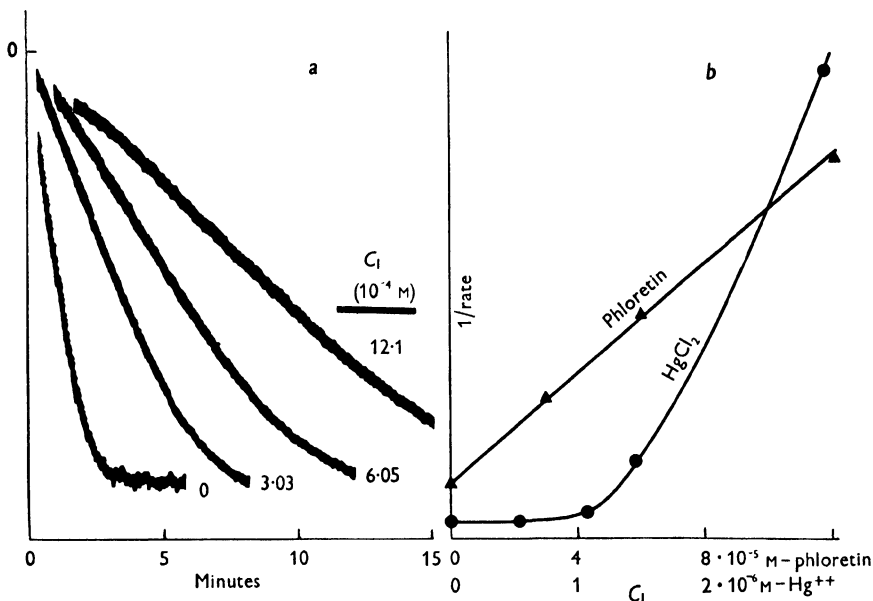 0
a
b
C₁
(10⁻⁴ M)
12·1
0
3·03
6·05
0 5 10 15
Minutes
1/rate
Phloretin
HgCl₂
0 4 8 · 10⁻⁵ M–phloretin
0 1 2 · 10⁻⁶ M–Hg⁺⁺
C₁